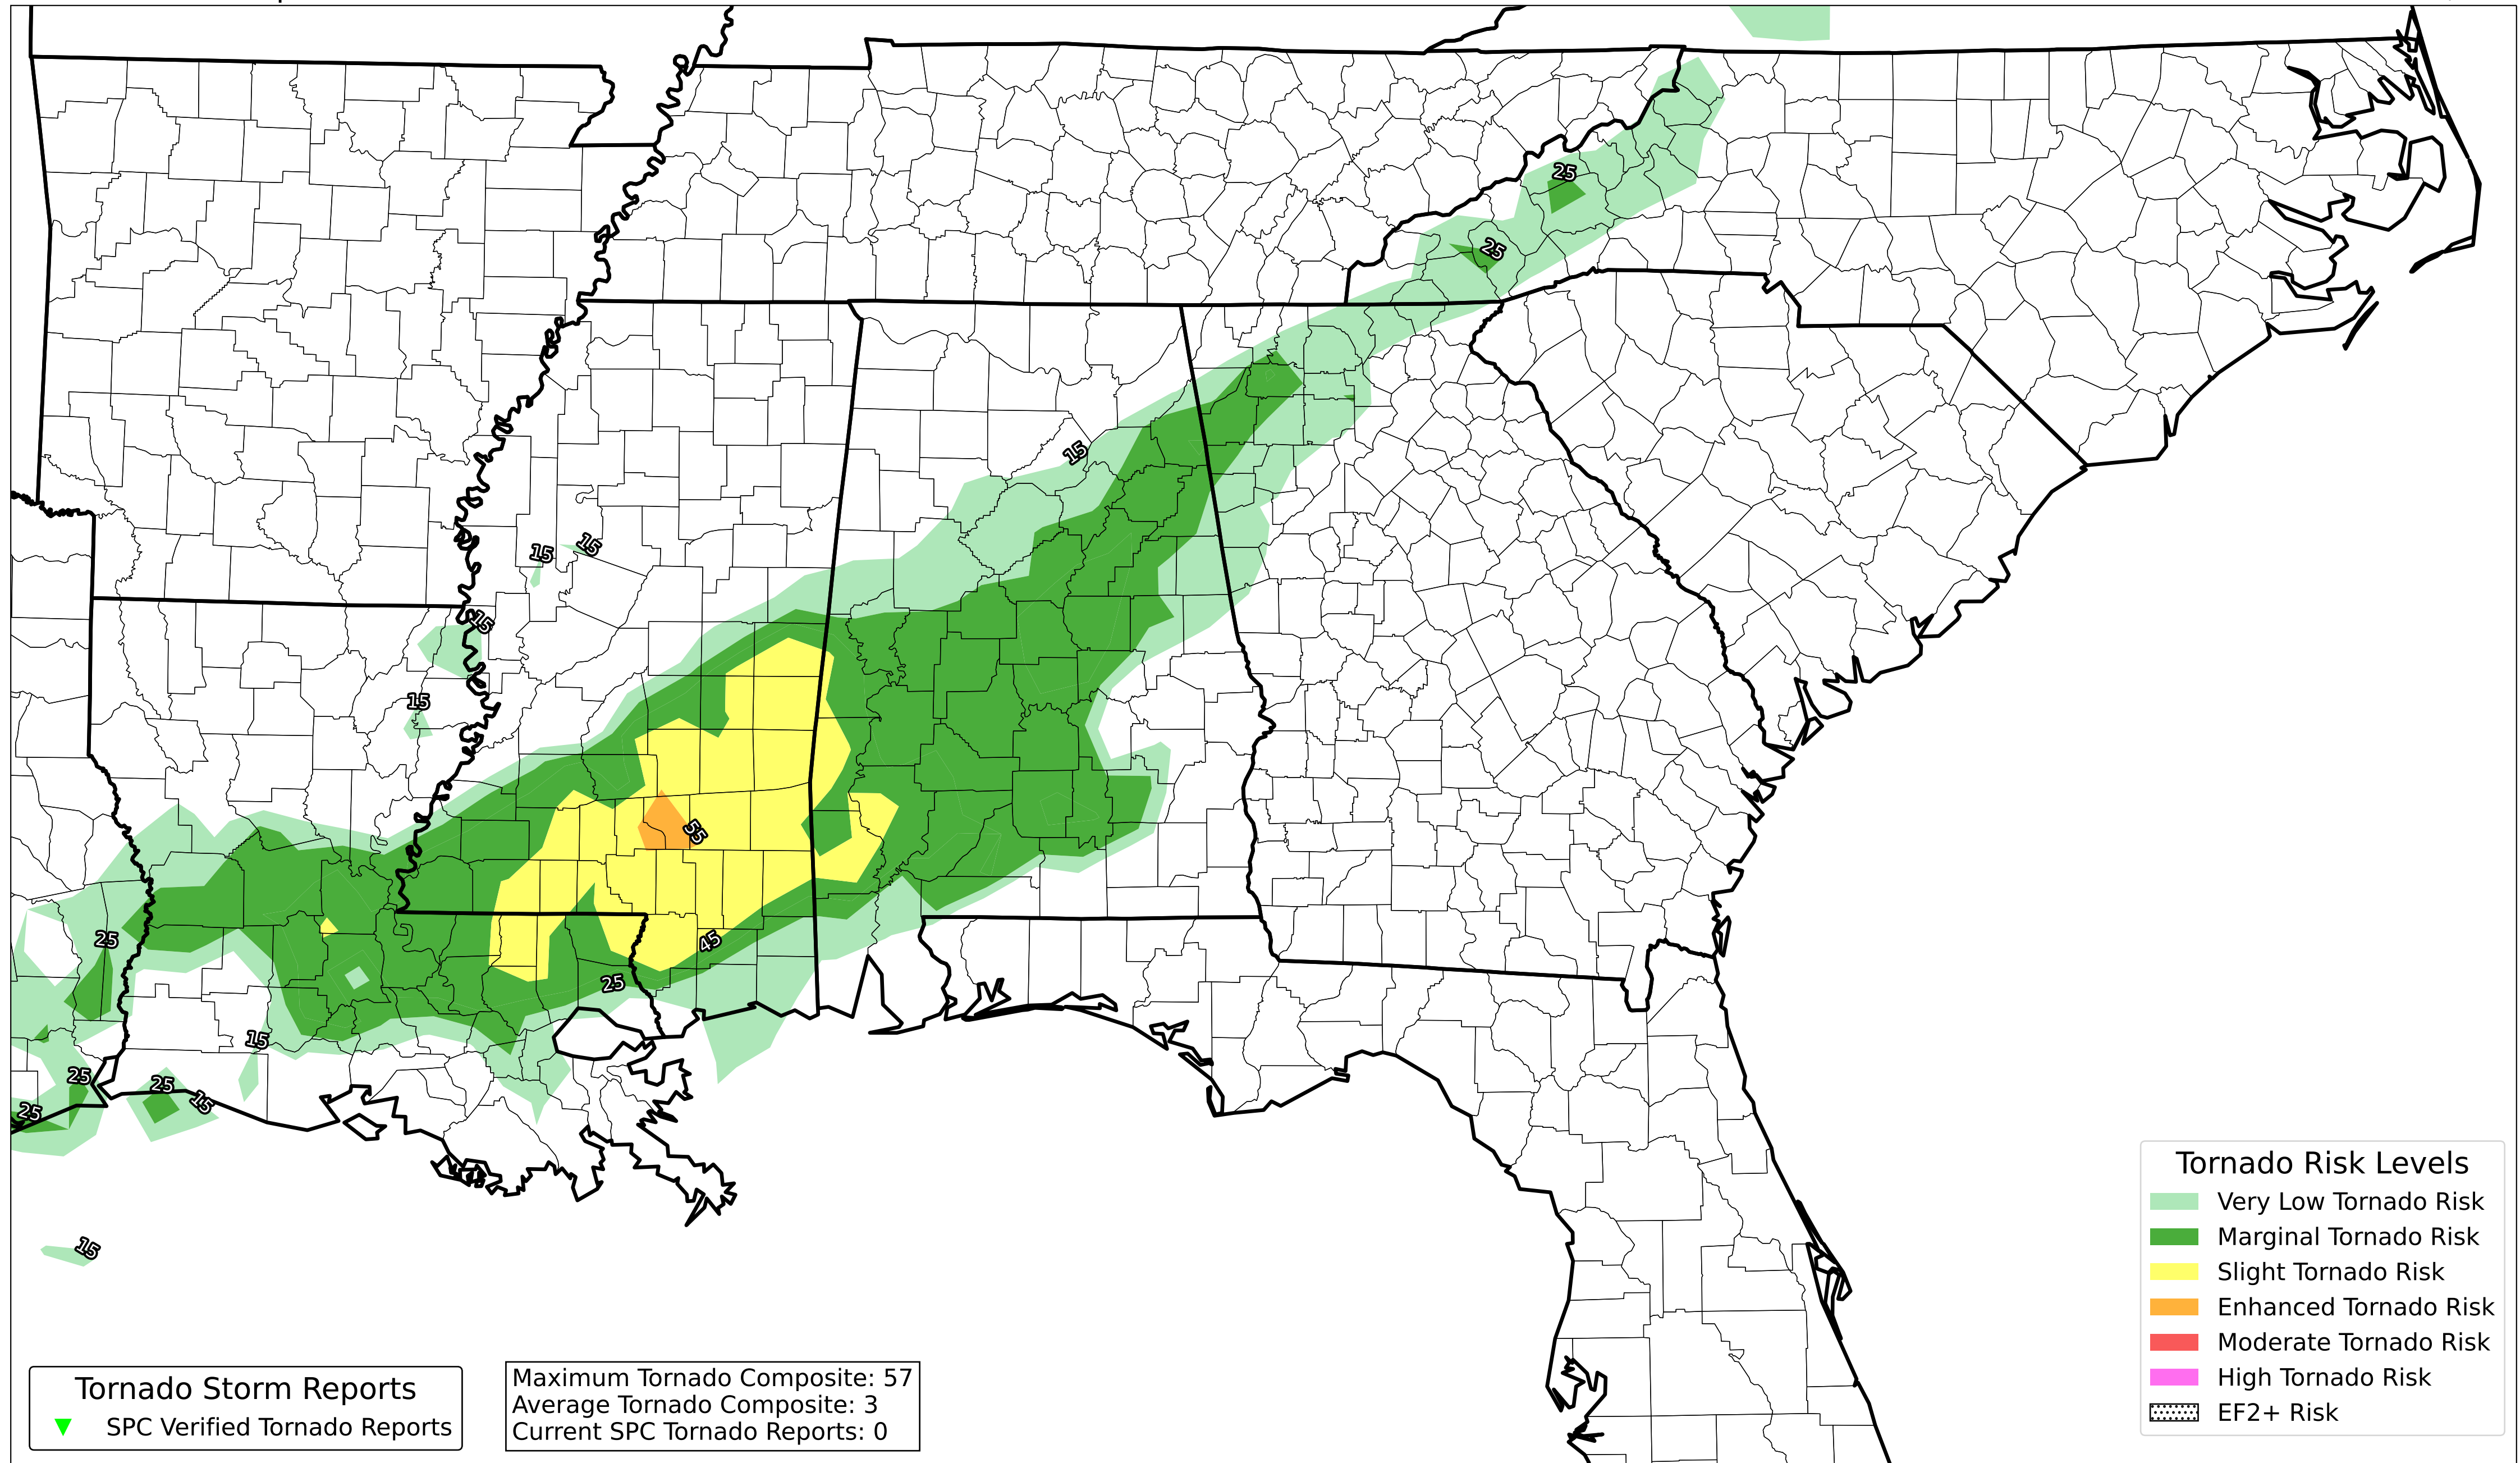 25
25
15
15
15
15
15
55
25
45
25
15
25
25
15
25
15
Tornado Risk Levels
Very Low Tornado Risk
Marginal Tornado Risk
Slight Tornado Risk
Enhanced Tornado Risk
Moderate Tornado Risk
High Tornado Risk
EF2+ Risk
Tornado Storm Reports
SPC Verified Tornado Reports
Maximum Tornado Composite: 57
Average Tornado Composite: 3
Current SPC Tornado Reports: 0